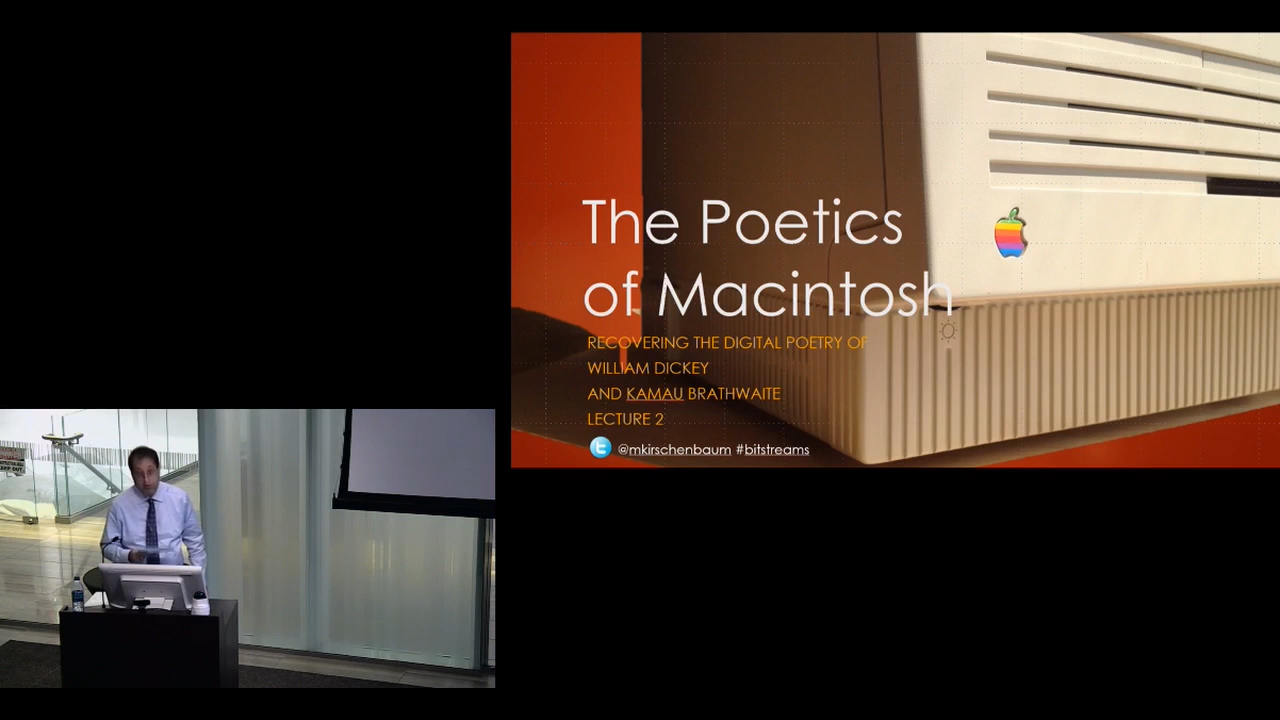 The Poetics
of Macintosh
RECOVERING THE DIGITAL POETRY OF
WILLIAM DICKEY
AND KAMAU BRATHWAITE
LECTURE 2
@mkirschenbaum #bitstreams